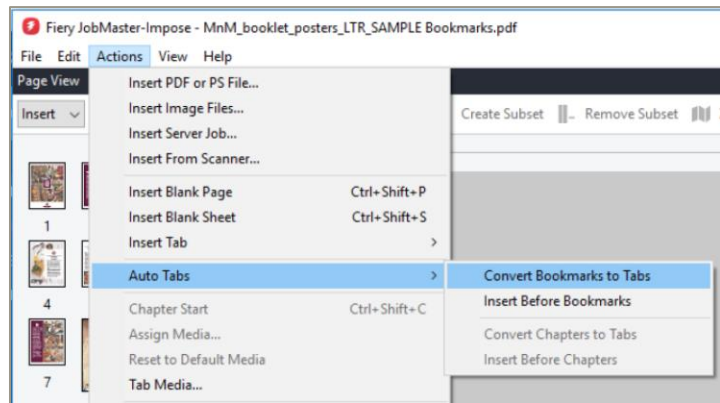 Fiery JobMaster-Impose - MnM_booklet_posters_LTR_SAMPLE Bookmarks.pdf
File Edit Actions View Help
Page View
Insert
Create Subset Remove Subset
Insert PDF or PS File...
Insert Image Files...
Insert Server Job...
Insert From Scanner...
Insert Blank Page Ctrl+Shift+P
Insert Blank Sheet Ctrl+Shift+S
Insert Tab
Auto Tabs
Convert Bookmarks to Tabs
Insert Before Bookmarks
Convert Chapters to Tabs
Insert Before Chapters
Chapter Start Ctrl+Shift+C
Assign Media...
Reset to Default Media
Tab Media...
1
4
7